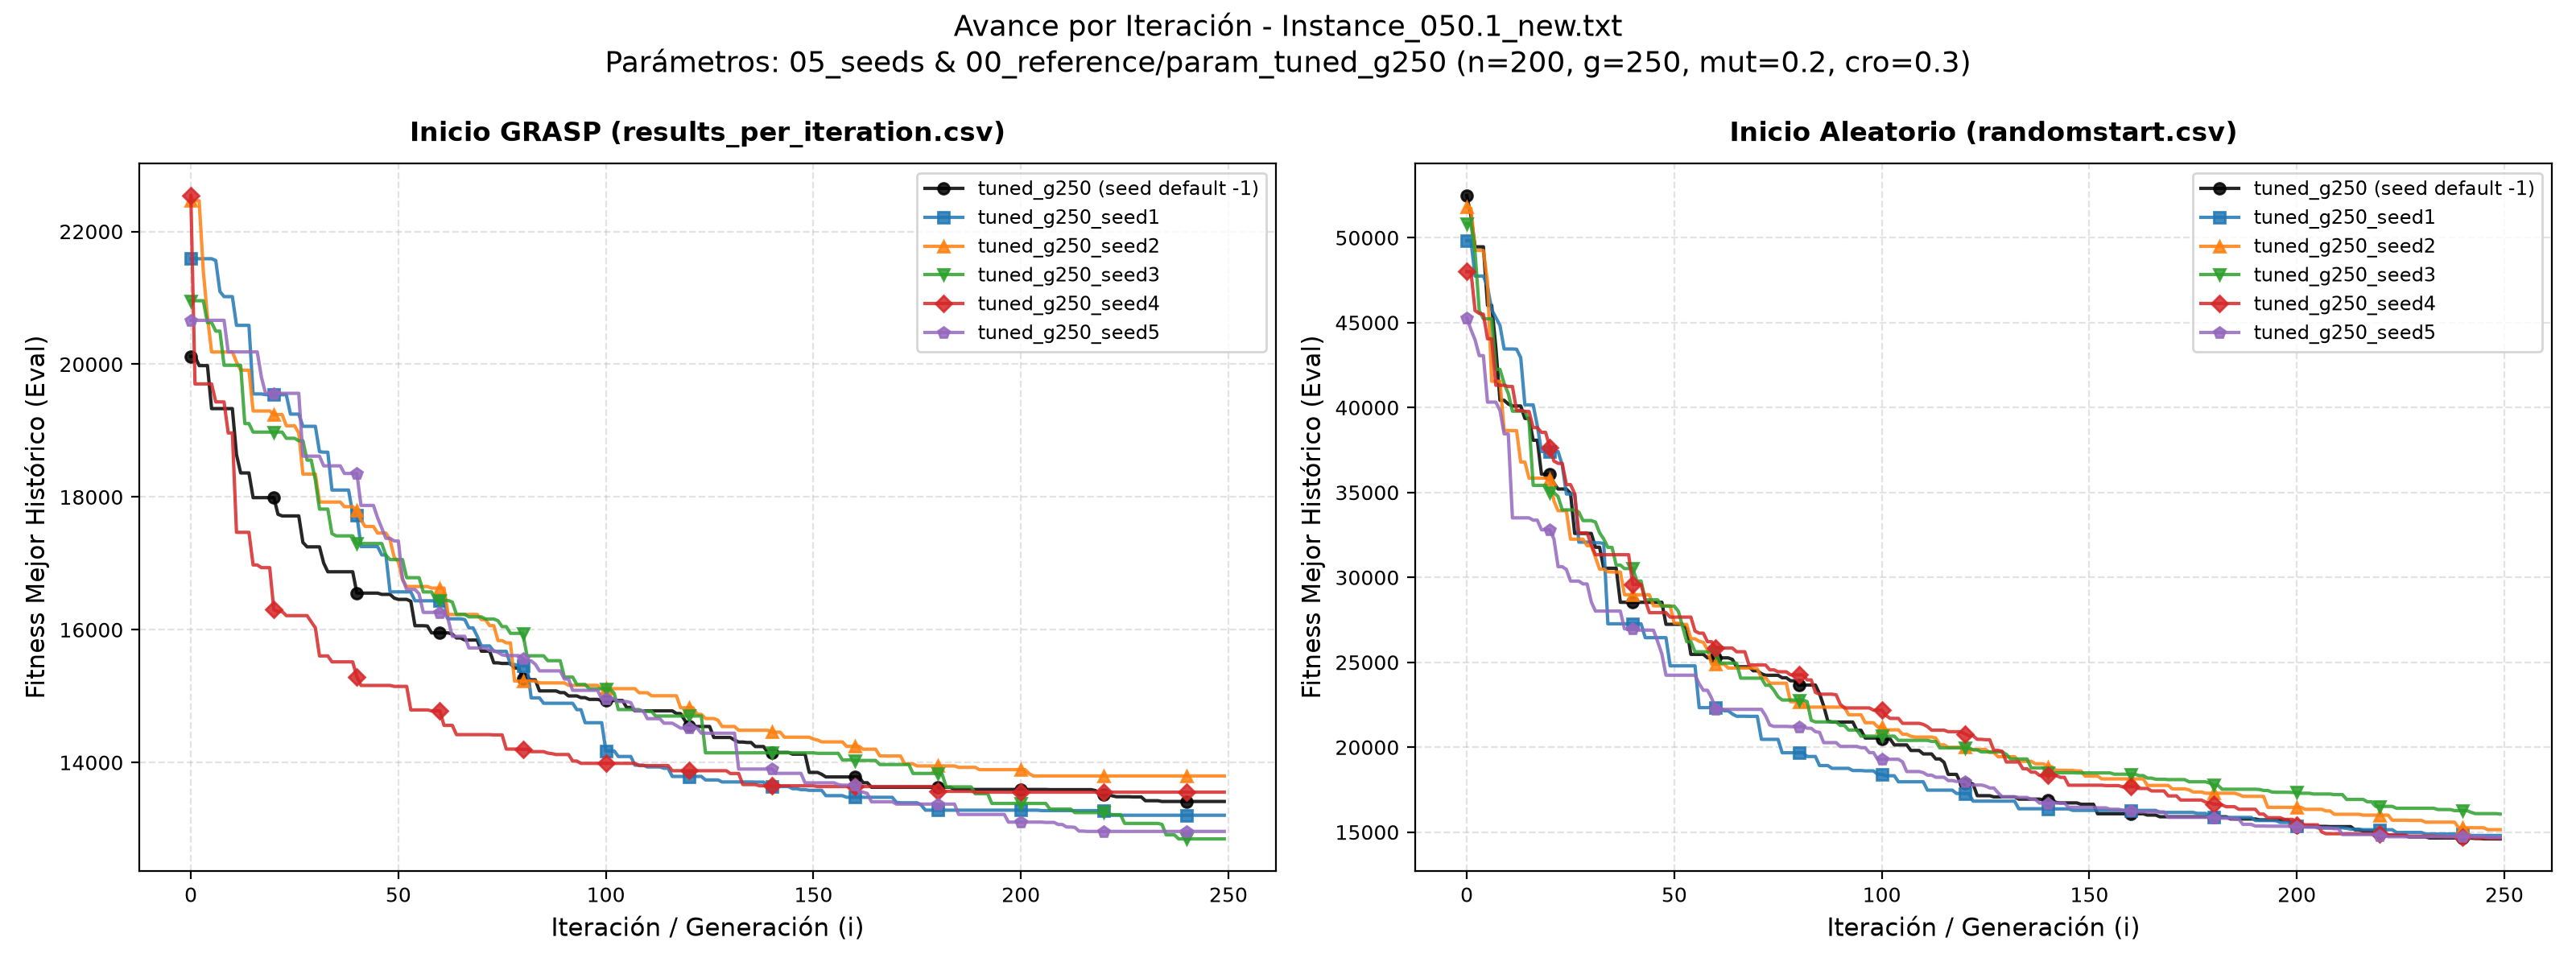 Avance por Iteración - Instance_050.1_new.txt
Parámetros: 05_seeds & 00_reference/param_tuned_g250 (n=200, g=250, mut=0.2, cro=0.3)
Inicio GRASP (results_per_iteration.csv)
Fitness Mejor Histórico (Eval)
22000
20000
18000
16000
14000
tuned_g250 (seed default -1)
tuned_g250_seed1
tuned_g250_seed2
tuned_g250_seed3
tuned_g250_seed4
tuned_g250_seed5
0
50
100
150
200
250
Iteración / Generación (i)
Inicio Aleatorio (randomstart.csv)
Fitness Mejor Histórico (Eval)
50000
45000
40000
35000
30000
25000
20000
15000
tuned_g250 (seed default -1)
tuned_g250_seed1
tuned_g250_seed2
tuned_g250_seed3
tuned_g250_seed4
tuned_g250_seed5
0
50
100
150
200
250
Iteración / Generación (i)